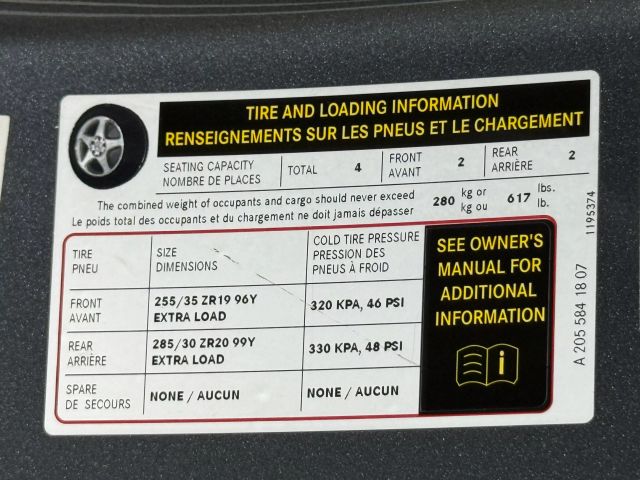 TIRE AND LOADING INFORMATION
RENSEIGNEMENTS SUR LES PNEUS ET LE CHARGEMENT
SEATING CAPACITY
NOMBRE DE PLACES
TOTAL 4
FRONT
AVANT
2
REAR
ARRIÈRE
2
The combined weight of occupants and cargo should never exceed
Le poids total des occupants et du chargement ne doit jamais dépasser
280 kg or
kg ou
617 lbs.
lb.
1195374
TIRE
PNEU
SIZE
DIMENSIONS
COLD TIRE PRESSURE
PRESSION DES
PNEUS À FROID
FRONT
AVANT
255/35 ZR19 96Y
EXTRA LOAD
320 KPA, 46 PSI
REAR
ARRIÈRE
285/30 ZR20 99Y
EXTRA LOAD
330 KPA, 48 PSI
SPARE
DE SECOURS
NONE / AUCUN
NONE / AUCUN
SEE OWNER'S
MANUAL FOR
ADDITIONAL
INFORMATION
i
A 205 584 18 07